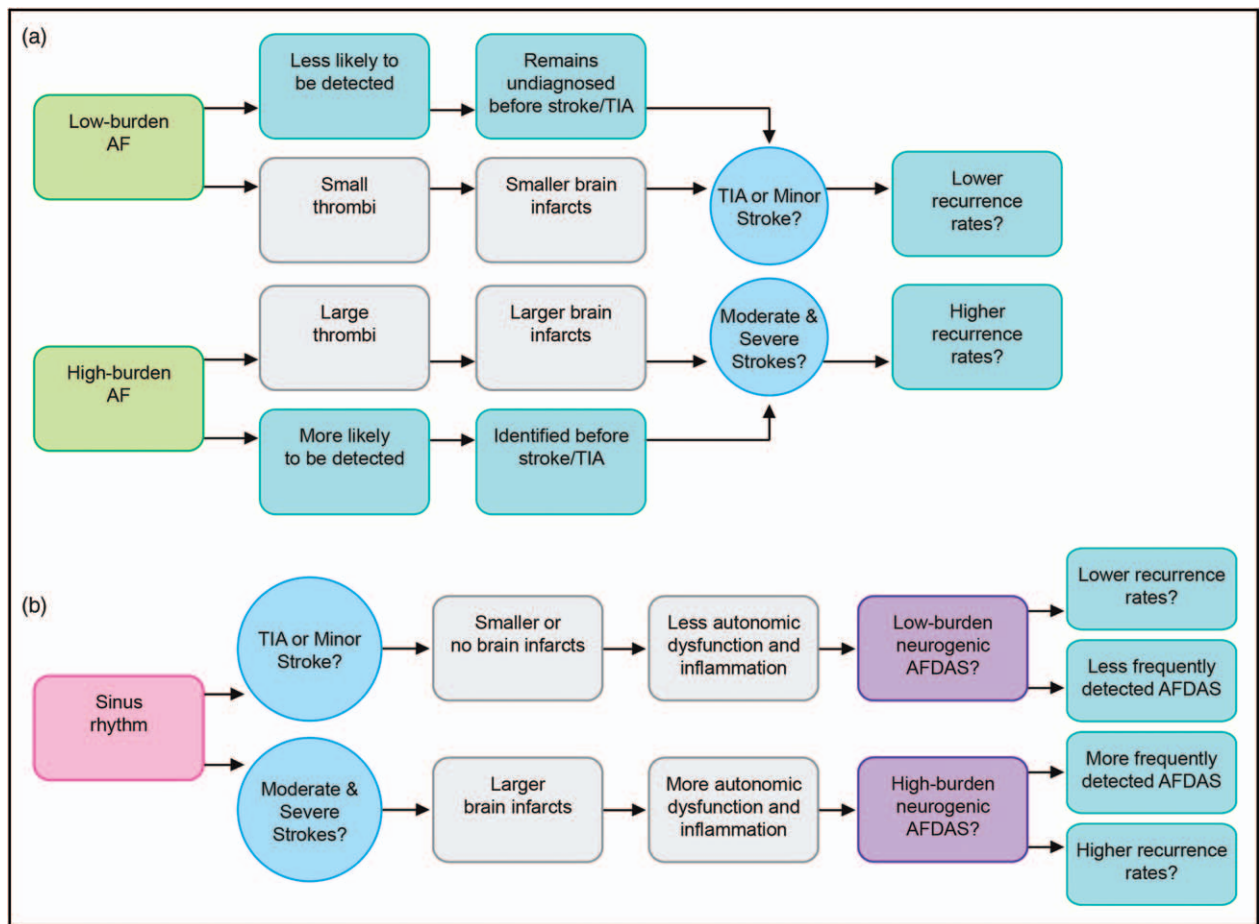 (a)
Less likely to
be detected
Remains
undiagnosed
before stroke/TIA
Low-burden
AF
Small
thrombi
Smaller brain
infarcts
TIA or Minor
Stroke?
Lower
recurrence
rates?
Large
thrombi
Larger brain
infarcts
Moderate &
Severe
Strokes?
Higher
recurrence
rates?
High-burden
AF
More likely
to be detected
Identified before
stroke/TIA
(b)
Sinus
rhythm
TIA or Minor
Stroke?
Smaller or
no brain infarcts
Less autonomic
dysfunction and
inflammation
Low-burden
neurogenic
AFDAS?
Lower recurrence
rates?
Less frequently
detected AFDAS
Moderate &
Severe
Strokes?
Larger
brain infarcts
More autonomic
dysfunction and
inflammation
High-burden
neurogenic
AFDAS?
More frequently
detected AFDAS
Higher recurrence
rates?